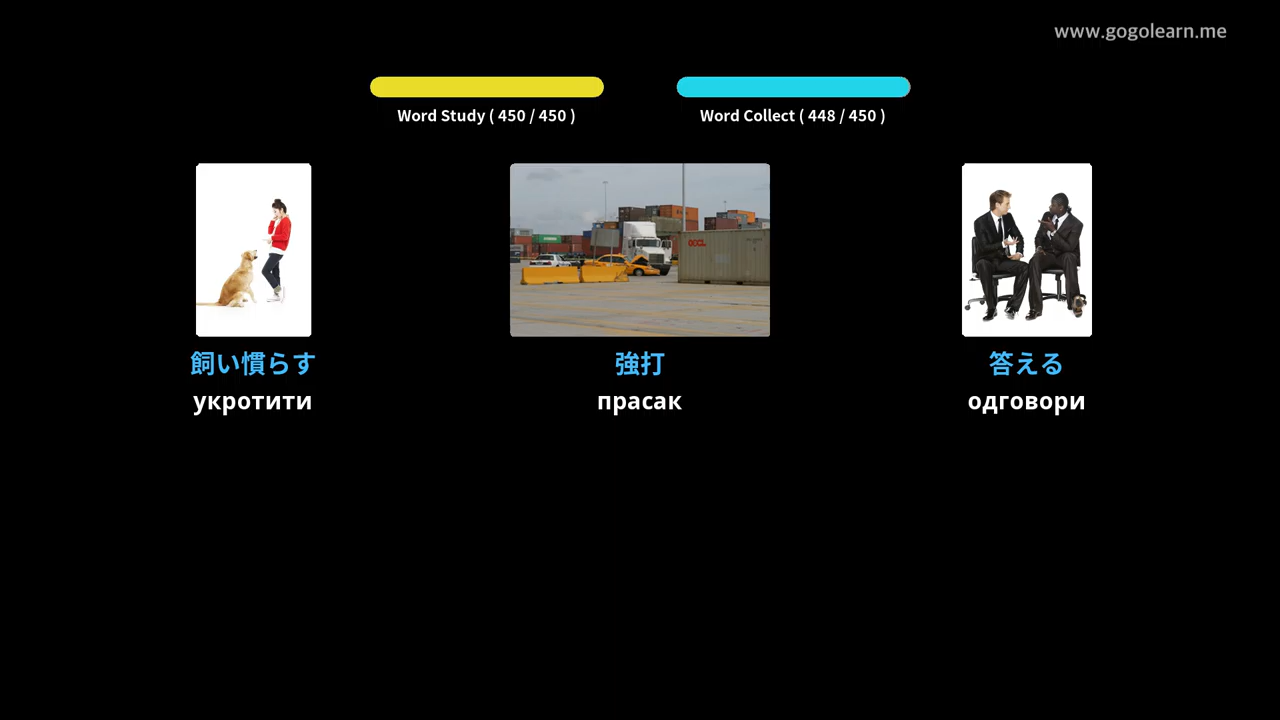 www.gogolearn.me
Word Study ( 450 / 450 )
Word Collect ( 448 / 450 )
飼い慣らす
強打
答える
укротити
прасак
одговори